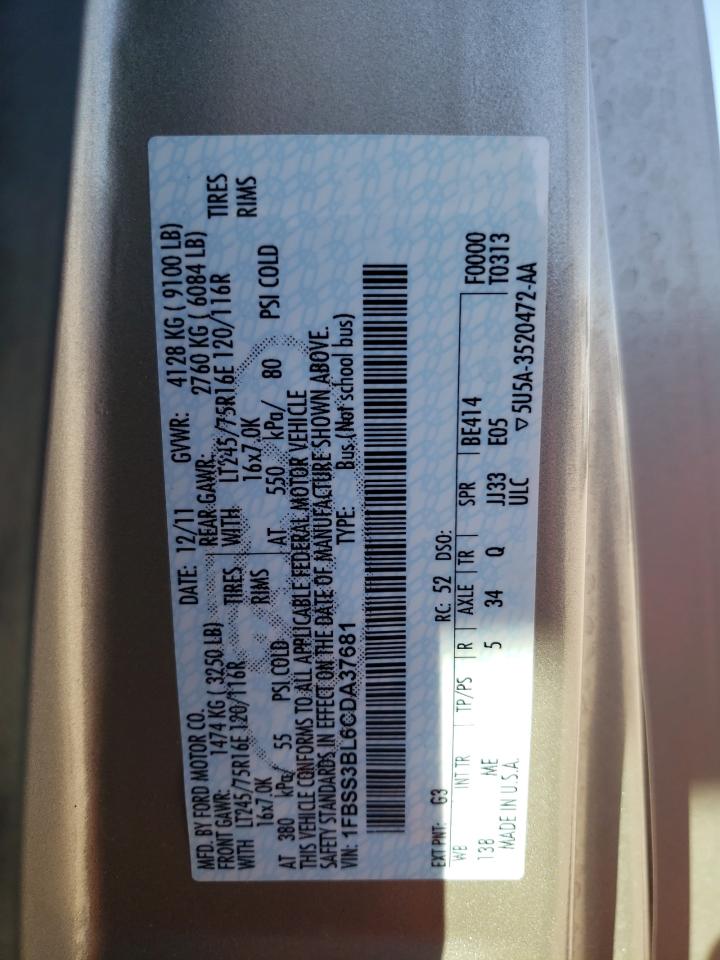 MFD. BY FORD MOTOR CO. DATE: 12/11 GVWR: 4128 KG ( 9100 LB)
FRONT GAWR: 1474 KG ( 3250 LB) REAR GAWR: 2760 KG ( 6084 LB)
WITH LT245/75R16E 120/116R TIRES WITH LT245/75R16E 120/116R TIRES
16x7.0K RIMS 16x7.0K RIMS
AT 380 kPa/ 55 PSI COLD AT 550 kPa/ 80 PSI COLD
THIS VEHICLE CONFORMS TO ALL APPLICABLE FEDERAL MOTOR VEHICLE
SAFETY STANDARDS IN EFFECT ON THE DATE OF MANUFACTURE SHOWN ABOVE.
VIN: 1FBSS3BL6CDA37681 TYPE: Bus (Not school bus)
EXT PNT: G3 RC: 52 DSO: F0000
WB INT TR TP/PS R AXLE TR SPR BE414 T0313
138 ME 5 34 Q JJ33 E05
MADE IN U.S.A. ULC ▽5U5A-3520472-AA